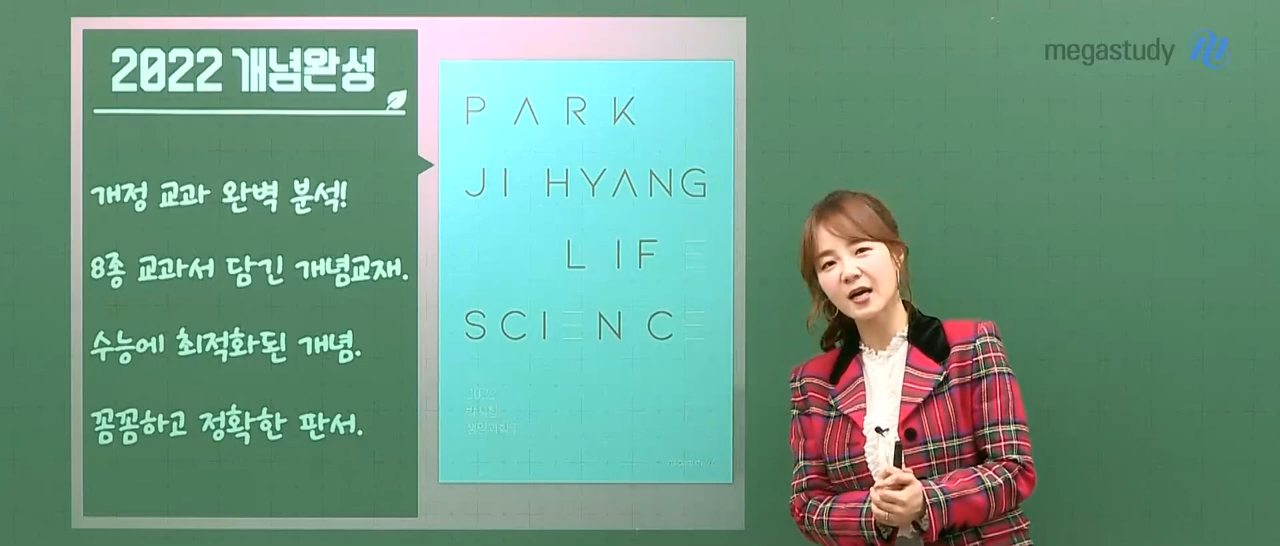 2022 개념완성
개정 교과 완벽 분석!
8종 교과서 담긴 개념교재.
수능에 최적화된 개념.
꼼꼼하고 정확한 판서.
PARK
JI HYANG
LIFE
SCIENCE
2022
megastudy